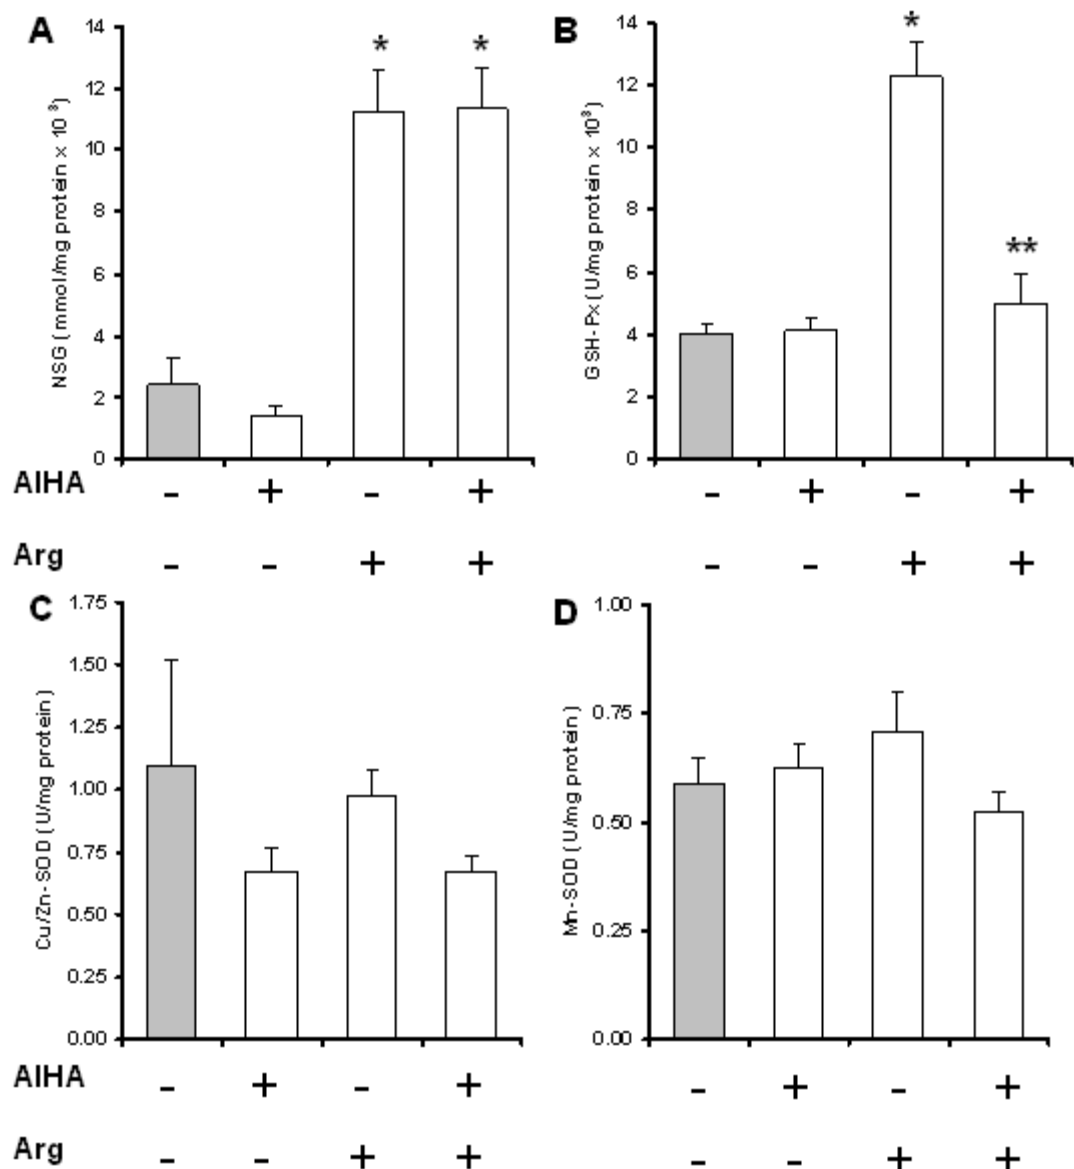 A
NSG ( mmol/mg protein × 10³ )
14
12
10
8
6
4
2
0
* *
AIHA - + - +
Arg - - + +
B
GSH- Px ( U/mg protein × 10³ )
14
12
10
8
6
4
2
0
* **
- + - +
- - + +
C
Cu/Zn- SOD ( U/mg protein )
1.75
1.50
1.25
1.00
0.75
0.50
0.25
0.00
AIHA - + - +
Arg - - + +
D
Mn-SOD ( U/mg protein )
1.00
0.75
0.50
0.25
0.00
- + - +
- - + +